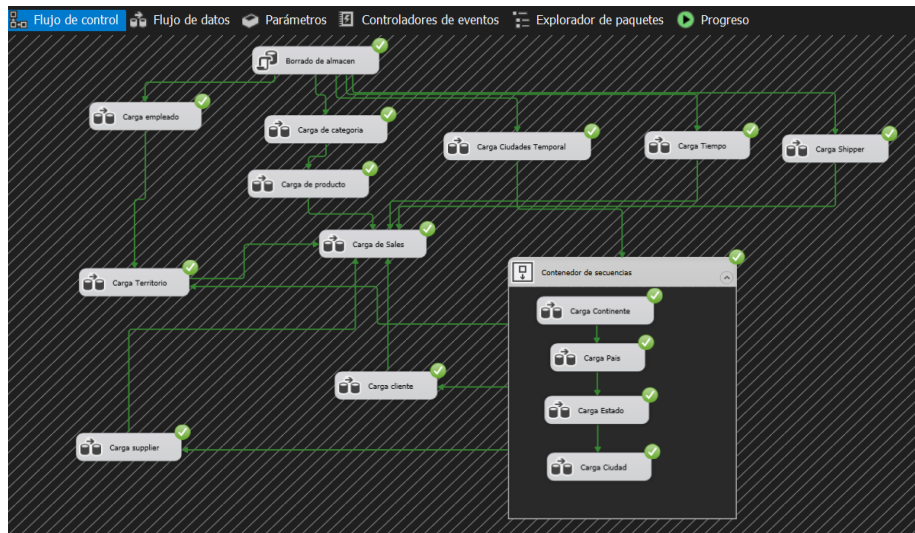 Flujo de control
Flujo de datos
Parámetros
Controladores de eventos
Explorador de paquetes
Progreso
Borrado de almacen
Carga empleado
Carga de categoria
Carga Ciudades Temporal
Carga Tiempo
Carga Shipper
Carga de producto
Carga de Sales
Carga Territorio
Contenedor de secuencias
Carga Continente
Carga Pais
Carga cliente
Carga Estado
Carga supplier
Carga Ciudad